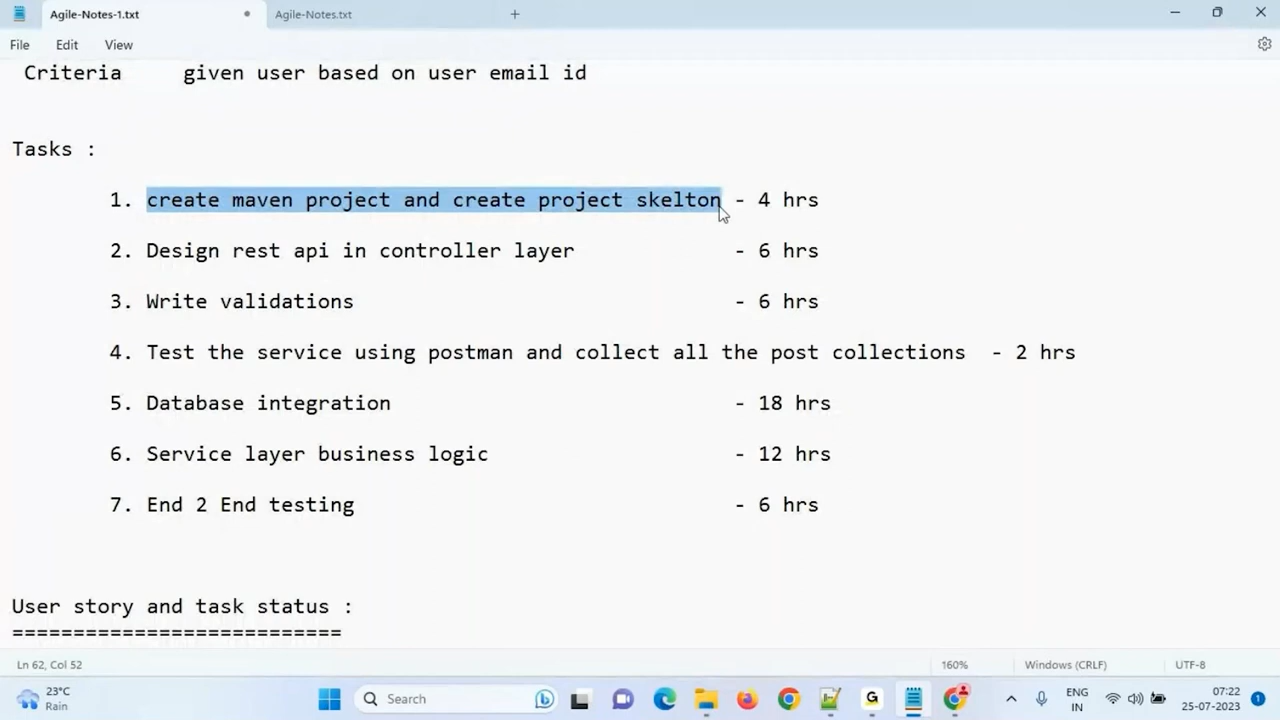 Agile-Notes-1.txt
Agile-Notes.txt
File Edit View
Criteria given user based on user email id
Tasks :
1. create maven project and create project skelton - 4 hrs
2. Design rest api in controller layer - 6 hrs
3. Write validations - 6 hrs
4. Test the service using postman and collect all the post collections - 2 hrs
5. Database integration - 18 hrs
6. Service layer business logic - 12 hrs
7. End 2 End testing - 6 hrs
User story and task status :
===========================
Ln 62, Col 52 160% Windows (CRLF) UTF-8
23°C
Rain
Search
G
ENG
IN
07:22
25-07-2023
1